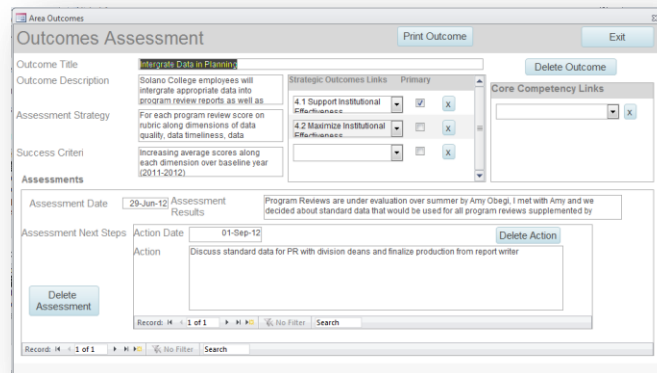 Area Outcomes
Outcomes Assessment
Print Outcome
Exit
Outcome Title
Intergrate Data in Planning
Delete Outcome
Outcome Description
Solano College employees will
intergrate appropriate data into
program review reports as well as
Strategic Outcomes Links Primary
4.1 Support Institutional
Effectiveness
x
4.2 Maximize Institutional
Effectiveness
x
x
Core Competency Links
x
Assessment Strategy
For each program review score on
rubric along dimensions of data
quality, data timeliness, data
Success Criteri
Increasing average scores along
each dimension over baseline year
(2011-2012)
Assessments
Assessment Date
29-Jun-12
Assessment
Results
Program Reviews are under evaluation over summer by Amy Obegi, I met with Amy and we
decided about standard data that would be used for all program reviews supplemented by
Assessment Next Steps
Action Date
01-Sep-12
Delete Action
Action
Discuss standard data for PR with division deans and finalize production from report writer
Delete
Assessment
Record: 1 of 1 No Filter Search
Record: 1 of 1 No Filter Search